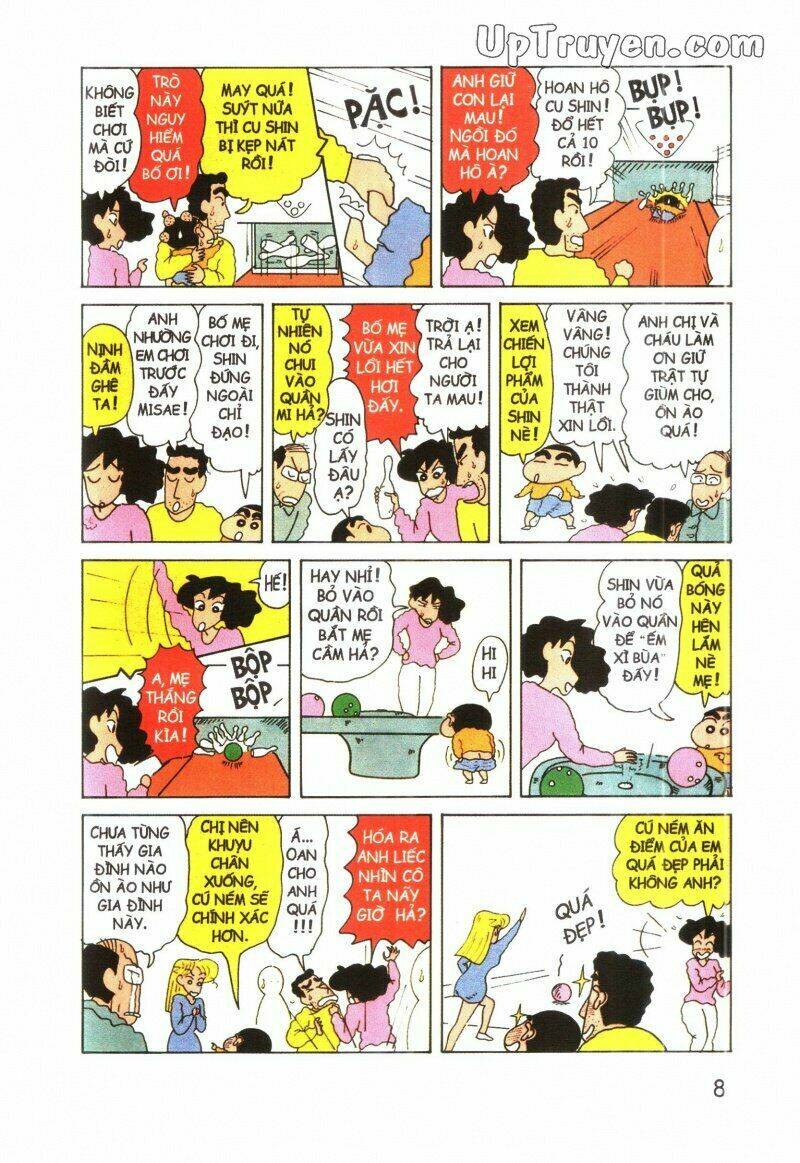 UpTruyen.com
BỤP!
BỤP!
HOAN HÔ
CU SHIN!
ĐỔ HẾT
CẢ 10 RỒI!
ANH GIỮ
CON LẠI
MAU!
NGỒI ĐÓ
MÀ HOAN
HÔ À?
PẶC!
MAY QUÁ!
SUÝT NỬA
THÌ CU SHIN
BỊ KẸP NÁT
RỒI!
TRÒ
NÀY
NGUY
HIỂM
QUÁ
BỐ ƠI!
KHÔNG
BIẾT
CHƠI
MÀ CỨ
ĐÒI!
ANH CHỊ VÀ
CHÁU LÀM
ƠN GIỮ
TRẬT TỰ
GIÙM CHO,
ỒN ÀO
QUÁ!
VÂNG
VÂNG!
CHÚNG
TÔI
THÀNH
THẬT
XIN LỖI.
XEM
CHIẾN
LỢI
PHẨM
CỦA
SHIN
NÈ!
TRỜI Ạ!
TRẢ LẠI
CHO
NGƯỜI
TA MAU!
BỐ MẸ
VỪA XIN
LỖI HẾT
HƠI
ĐẤY.
SHIN
CÓ
LẤY
ĐÂU
Ạ?
TỰ
NHIÊN
NÓ
CHUI
VÀO
QUẦN
MI HẢ?
BỐ MẸ
CHƠI ĐI,
SHIN
ĐỨNG
NGOÀI
CHỈ
ĐẠO!
ANH
NHƯỜNG
EM CHƠI
TRƯỚC
ĐẤY
MISAE!
NỊNH
ĐẦM
GHÊ
TA!
QUẢ
BÓNG
NÀY
HÊN
LẮM
NÈ
MẸ!
SHIN VỪA
BỎ NÓ
VÀO QUẦN
ĐỂ "ẾM
XÌ BÙA"
ĐẤY!
HAY NHỈ!
BỎ VÀO
QUẦN RỒI
BẮT MẸ
CẦM HẢ?
HI
HI
HẾ!
BỘP
BỘP
A, MẸ
THẮNG
RỒI
KÌA!
CÚ NÉM ĂN
ĐIỂM CỦA EM
QUÁ ĐẸP PHẢI
KHÔNG ANH?
QUÁ
ĐẸP!
HÓA RA
ANH LIẾC
NHÌN CÔ
TA NÃY
GIỜ HẢ?
Á...
OAN
CHO
ANH
QUÁ
!!!
CHỊ NÊN
KHUYU
CHÂN
XUỐNG,
CÚ NÉM SẼ
CHÍNH XÁC
HƠN.
CHƯA TỪNG
THẤY GIA
ĐÌNH NÀO
ỒN ÀO NHƯ
GIA ĐÌNH
NÀY.
8